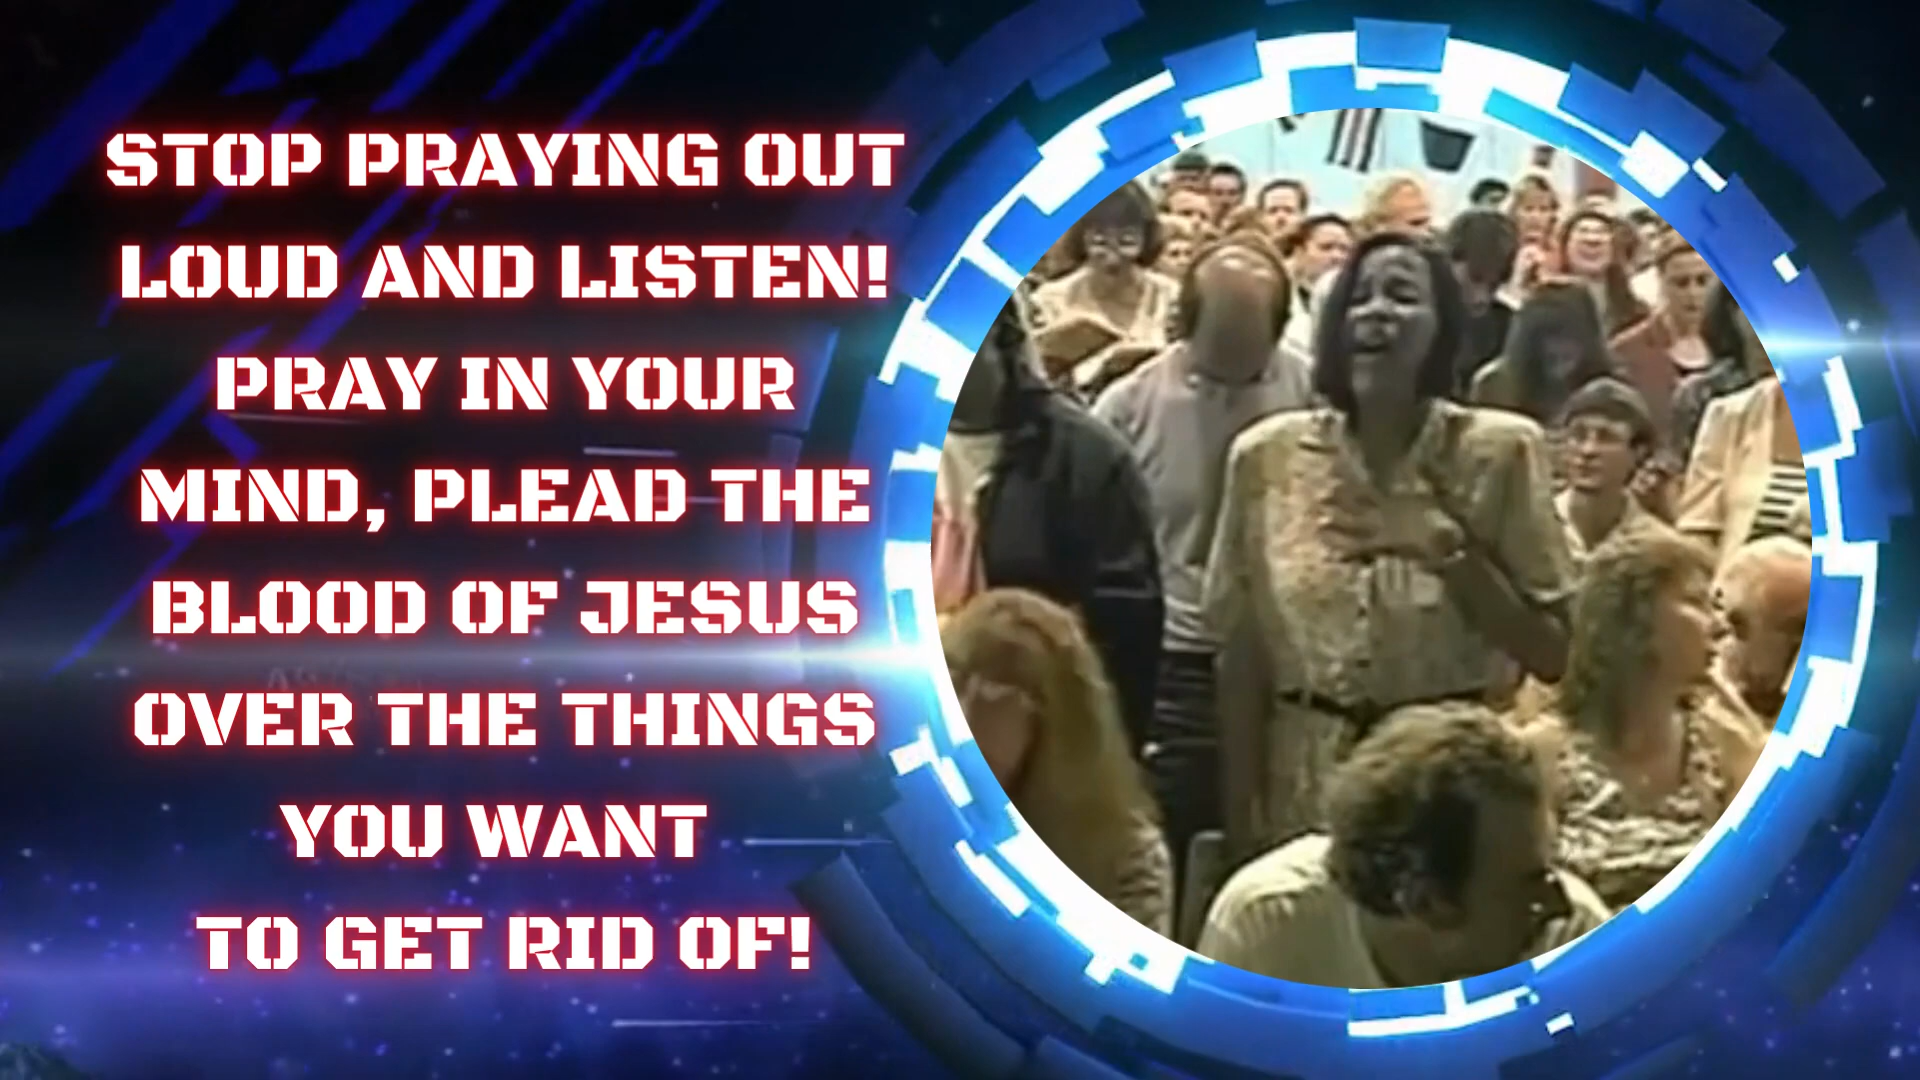 STOP PRAYING OUT
LOUD AND LISTEN!
PRAY IN YOUR
MIND, PLEAD THE
BLOOD OF JESUS
OVER THE THINGS
YOU WANT
TO GET RID OF!